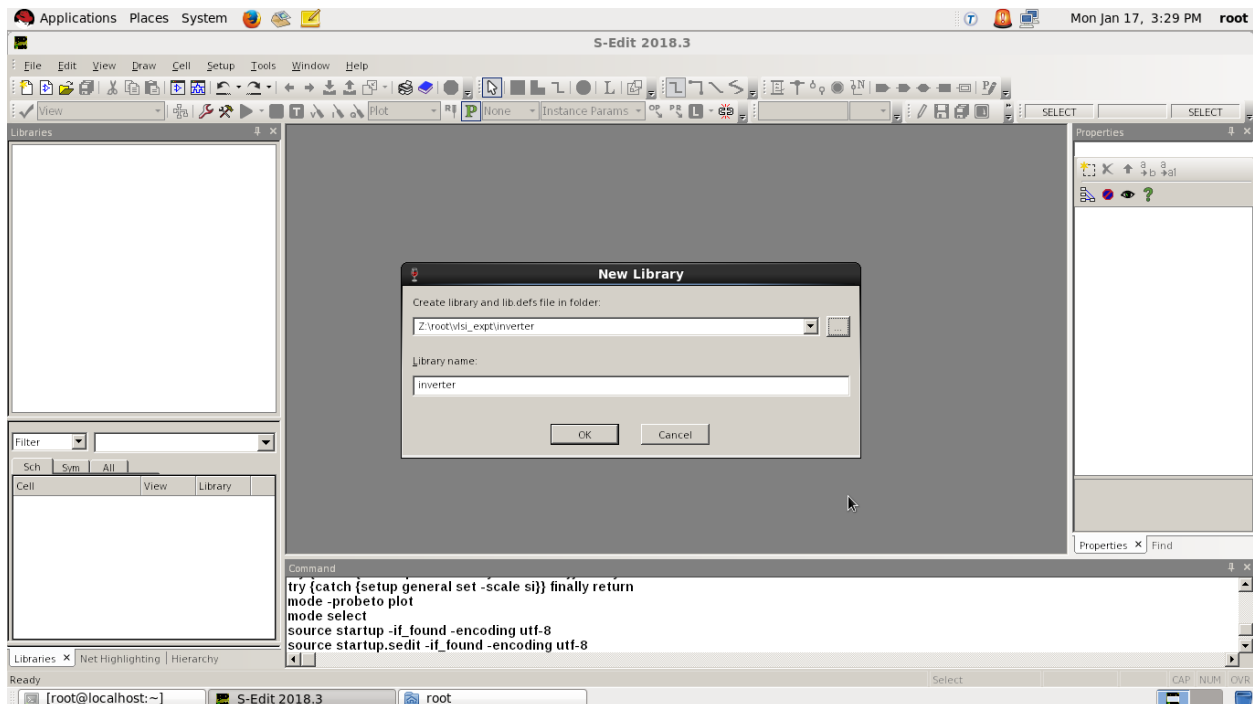 Applications Places System
Mon Jan 17, 3:29 PM root
S-Edit 2018.3
File Edit View Draw Cell Setup Tools Window Help
View
Plot
None
Instance Params
SELECT
SELECT
Libraries
Properties
New Library
Create library and lib.defs file in folder:
Z:\root\vlsi_expt\inverter
...
Library name:
inverter
OK Cancel
Filter
Sch Sym All
Cell View Library
Properties Find
Command
try {catch {setup general set -scale si}} finally return
mode -probeto plot
mode select
source startup -if_found -encoding utf-8
source startup.sedit -if_found -encoding utf-8
Libraries Net Highlighting Hierarchy
Ready
Select
CAP NUM OVR
[root@localhost:~] S-Edit 2018.3 root